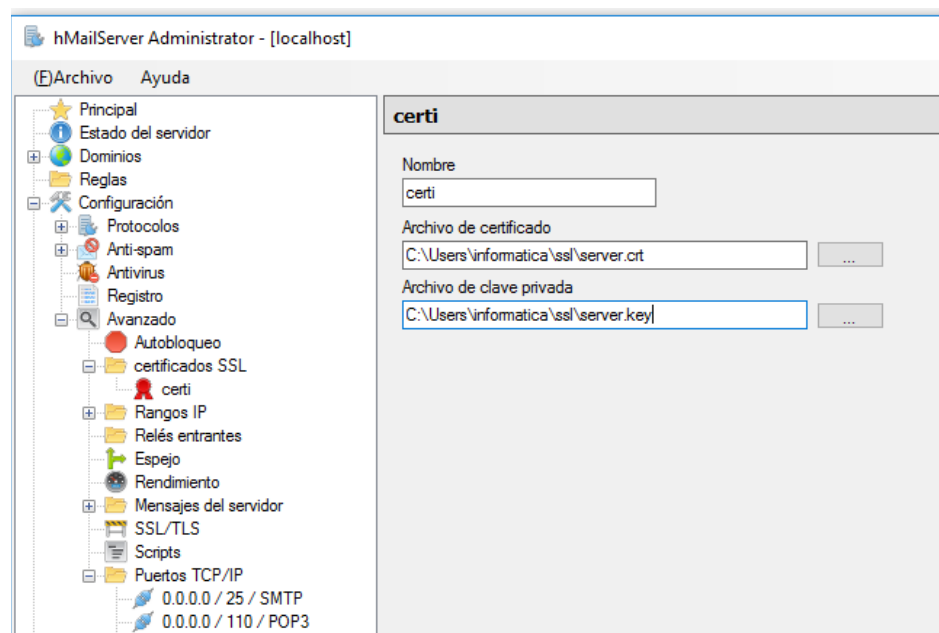 hMailServer Administrator - [localhost]
(F)Archivo Ayuda
Principal
Estado del servidor
Dominios
Reglas
Configuración
Protocolos
Anti-spam
Antivirus
Registro
Avanzado
Autobloqueo
certificados SSL
certi
Rangos IP
Relés entrantes
Espejo
Rendimiento
Mensajes del servidor
SSL/TLS
Scripts
Puertos TCP/IP
0.0.0.0 / 25 / SMTP
0.0.0.0 / 110 / POP3
certi
Nombre
certi
Archivo de certificado
C:\Users\informatica\ssl\server.crt
...
Archivo de clave privada
C:\Users\informatica\ssl\server.key
...